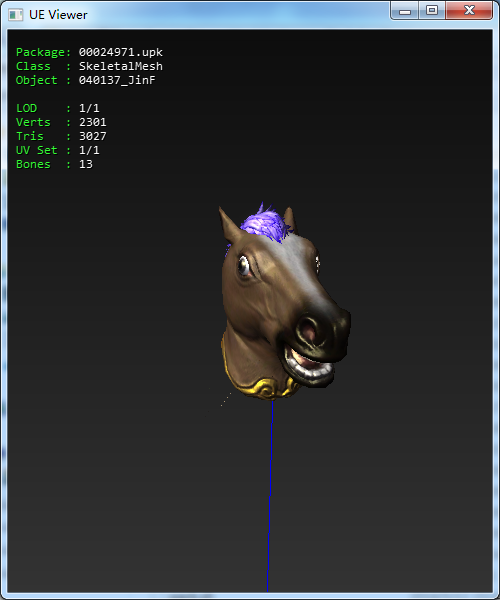 UE Viewer
Package: 00024971.upk
Class : SkeletalMesh
Object : 040137_JinF
LOD : 1/1
Verts : 2301
Tris : 3027
UV Set : 1/1
Bones : 13